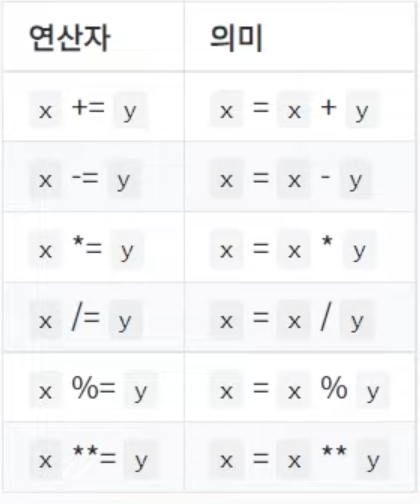 연산자 의미
x += y x = x + y
x -= y x = x - y
x *= y x = x * y
x /= y x = x / y
x %= y x = x % y
x **= y x = x ** y